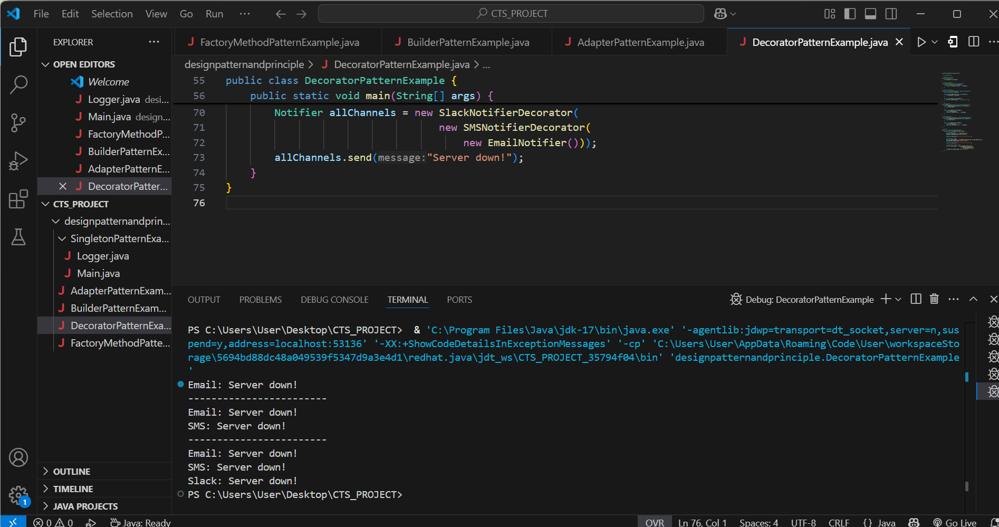 File Edit Selection View Go Run ··· CTS_PROJECT
EXPLORER ···
OPEN EDITORS
Welcome
Logger.java desi...
Main.java design...
FactoryMethodP...
BuilderPatternEx...
AdapterPatternE...
DecoratorPatter...
CTS_PROJECT
designpatternandprin...
SingletonPatternExa...
Logger.java
Main.java
AdapterPatternExam...
BuilderPatternExam...
DecoratorPatternExa...
FactoryMethodPatte...
OUTLINE
TIMELINE
JAVA PROJECTS
1
FactoryMethodPatternExample.java BuilderPatternExample.java AdapterPatternExample.java DecoratorPatternExample.java
designpatternandprinciple > DecoratorPatternExample.java > ...
55 public class DecoratorPatternExample {
56 public static void main(String[] args) {
70 Notifier allChannels = new SlackNotifierDecorator(
71 new SMSNotifierDecorator(
72 new EmailNotifier()));
73 allChannels.send(message:"Server down!");
74 }
75 }
76
OUTPUT PROBLEMS DEBUG CONSOLE TERMINAL PORTS Debug: DecoratorPatternExample
PS C:\Users\User\Desktop\CTS_PROJECT> & 'C:\Program Files\Java\jdk-17\bin\java.exe' '-agentlib:jdwp=transport=dt_socket,server=n,sus
pend=y,address=localhost:53136' '-XX:+ShowCodeDetailsInExceptionMessages' '-cp' 'C:\Users\User\AppData\Roaming\Code\User\workspaceSto
rage\5694bd88dc48a049539f5347d9a3e4d1\redhat.java\jdt_ws\CTS_PROJECT_35794f04\bin' 'designpatternandprinciple.DecoratorPatternExample
'
Email: Server down!
------------------------
Email: Server down!
SMS: Server down!
------------------------
Email: Server down!
SMS: Server down!
Slack: Server down!
PS C:\Users\User\Desktop\CTS_PROJECT>
0 0 Java: Ready OVR Ln 76, Col 1 Spaces: 4 UTF-8 CRLF {} Java Go Live